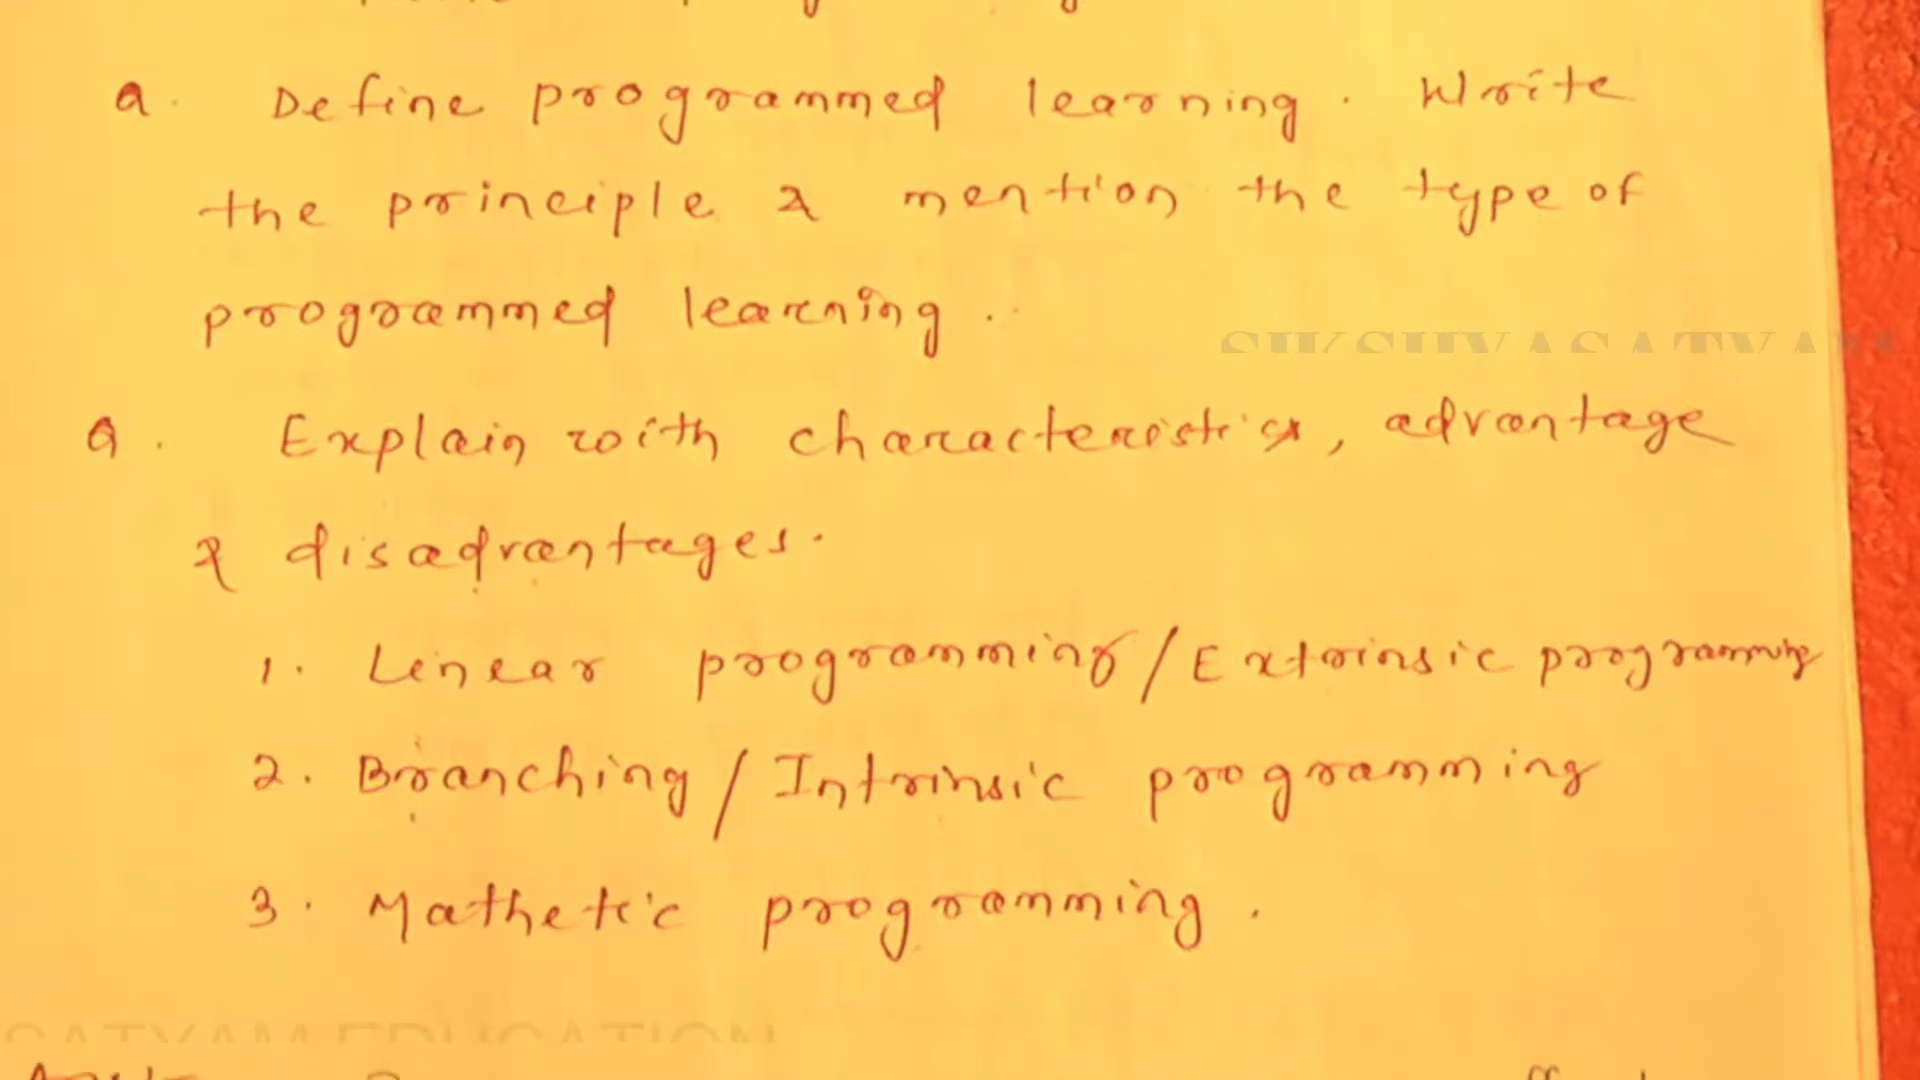 Q. Define programmed learning. Write
the principle & mention the type of
programmed learning.
Q. Explain with characteristics, advantage
& disadvantages.
1. Linear programming/Extrinsic programming
2. Branching/Intrinsic programming
3. Mathetic programming.